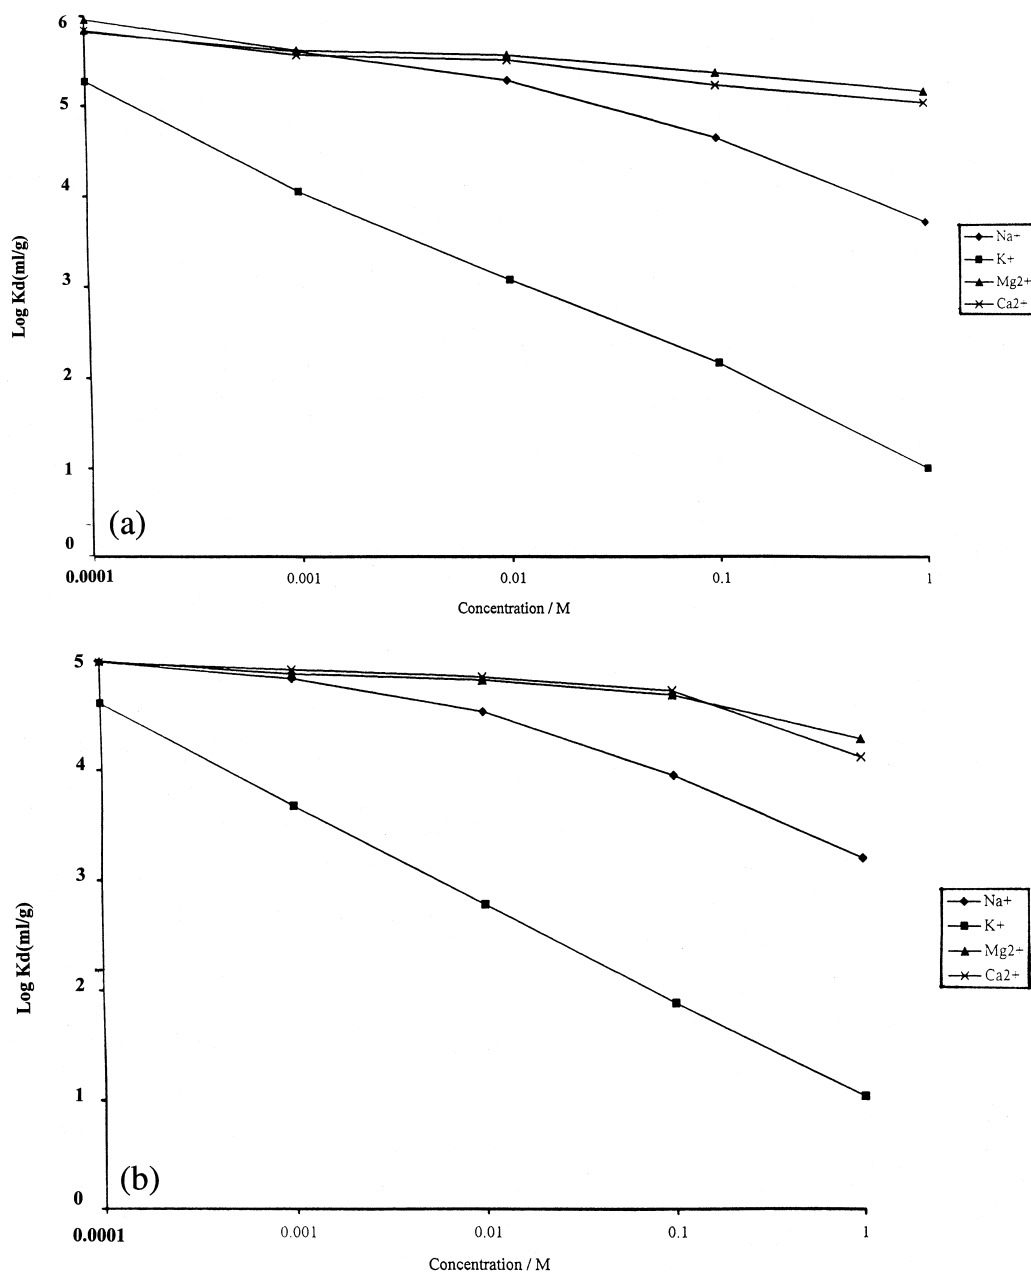 6
5
4
3
2
1
0
Log Kd(ml/g)
(a)
0.0001 0.001 0.01 0.1 1
Concentration / M
Na+
K+
Mg2+
Ca2+
5
4
3
2
1
0
Log Kd(ml/g)
(b)
0.0001 0.001 0.01 0.1 1
Concentration / M
Na+
K+
Mg2+
Ca2+